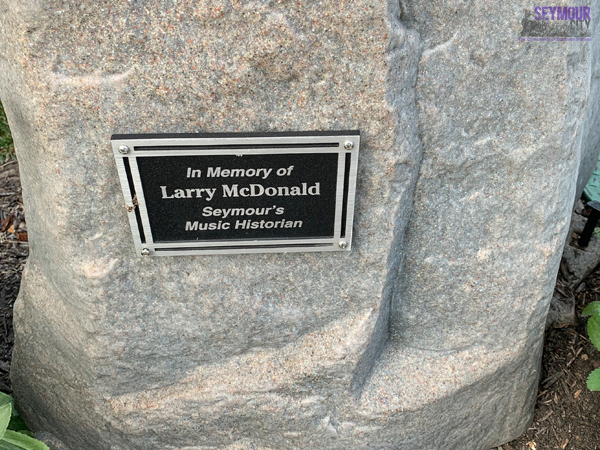 SEYMOUR
In Memory of
Larry McDonald
Seymour's
Music Historian